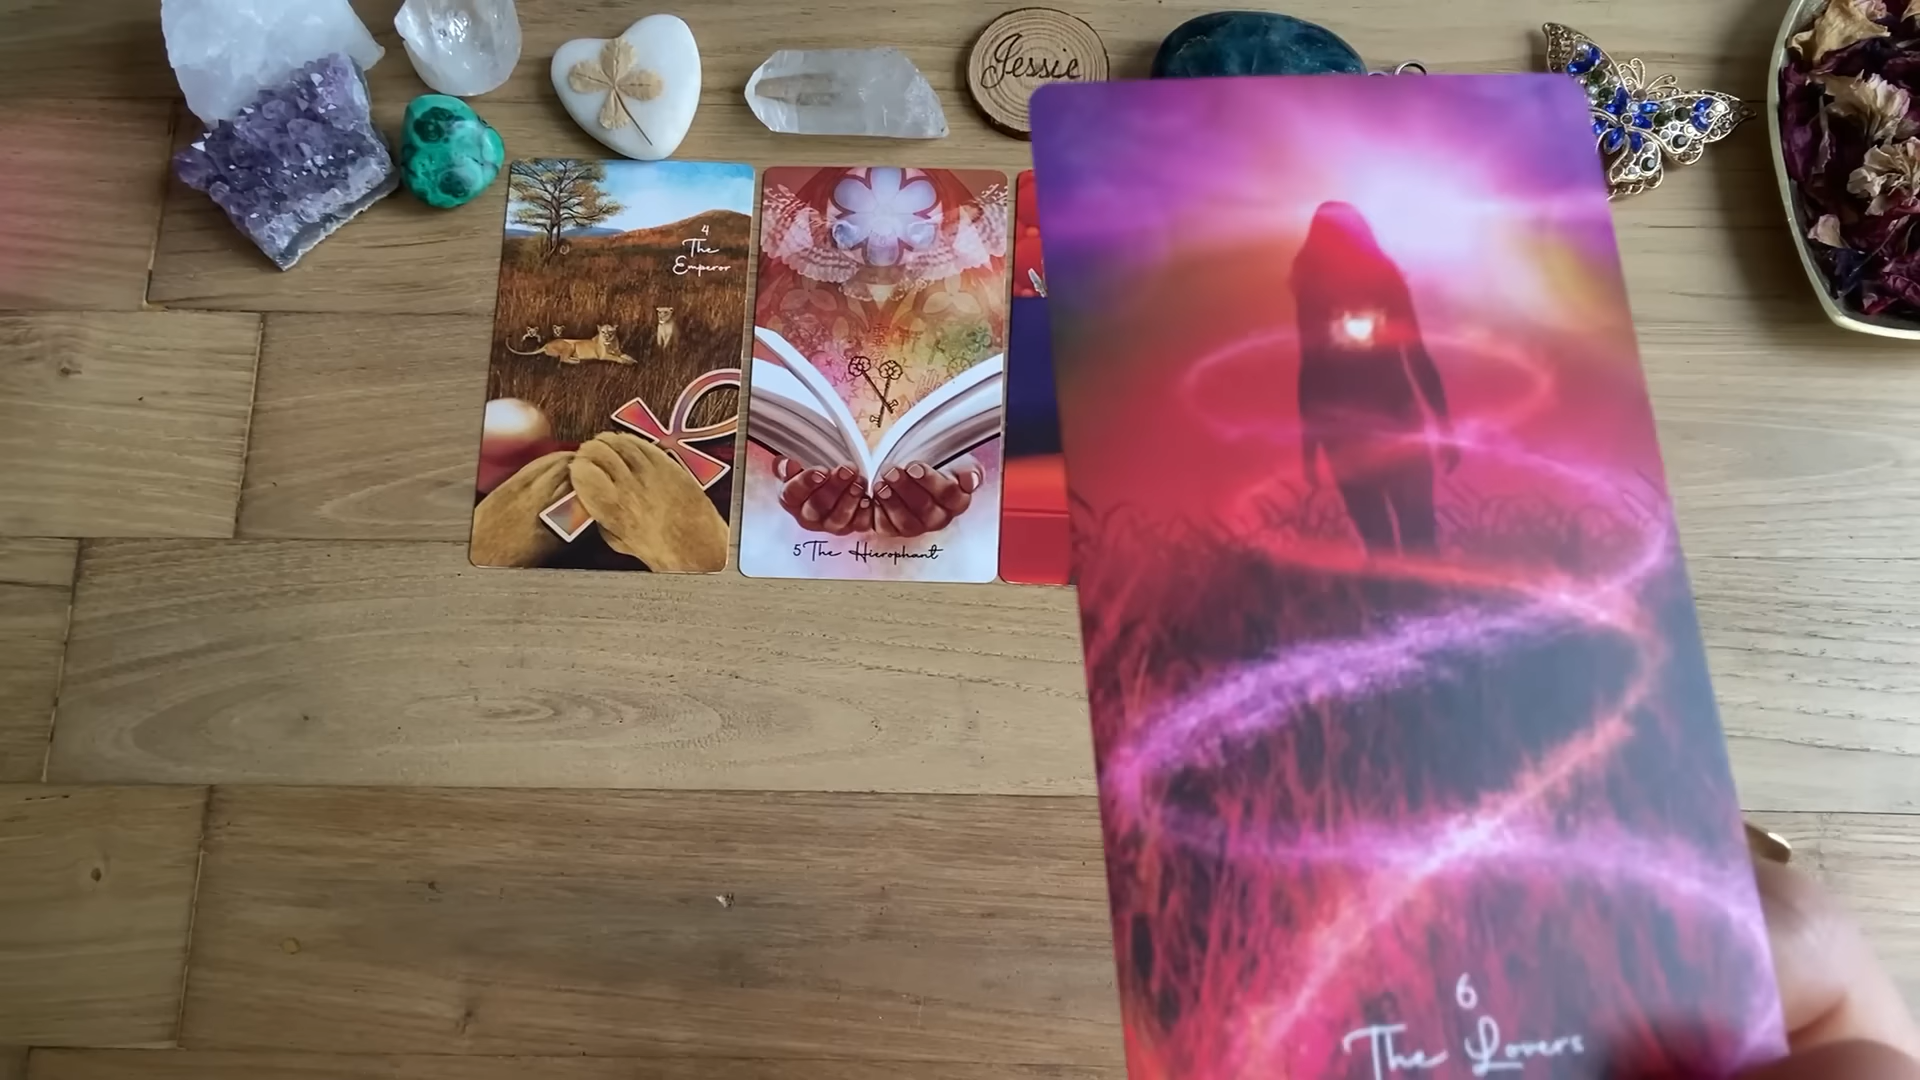 Jessie
4
The
Emperor
5 The Hierophant
6
The Lovers